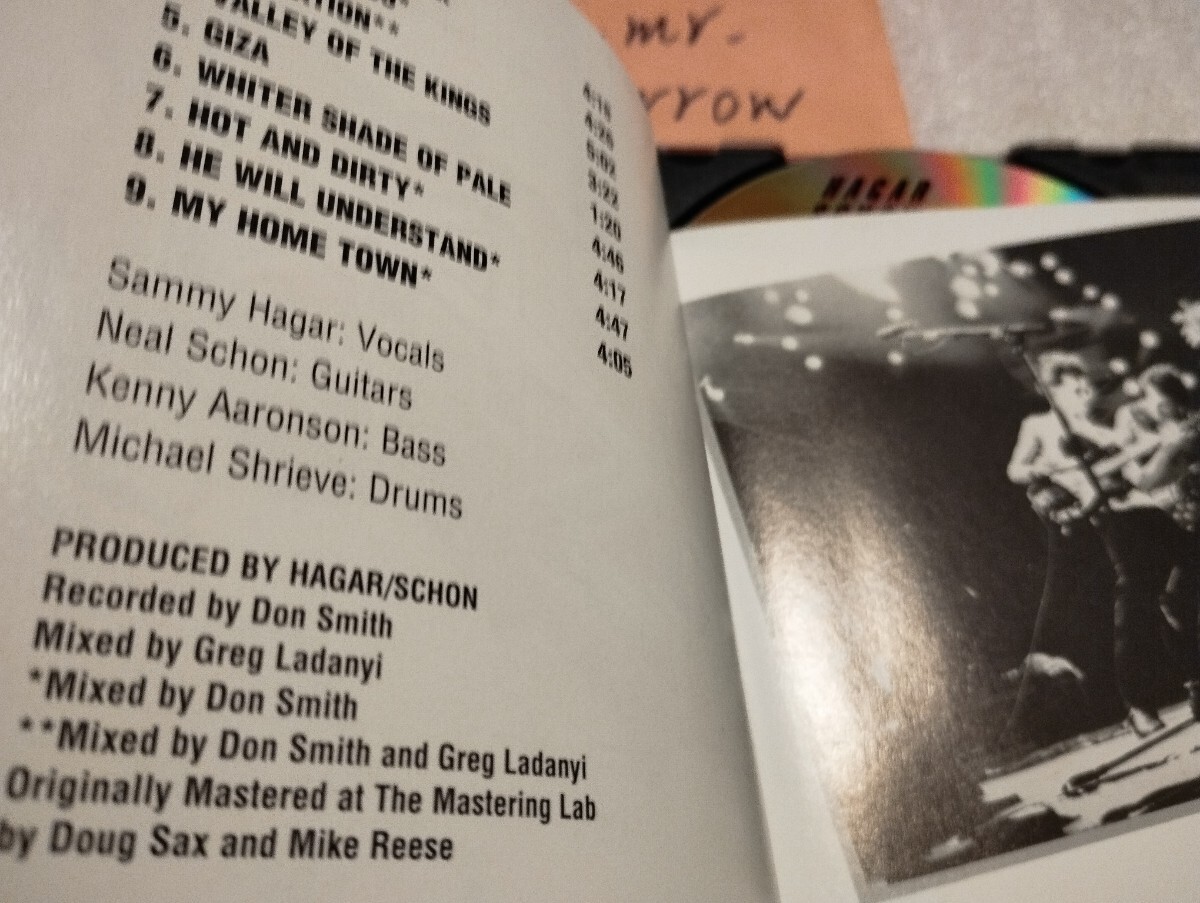 VALLEY OF THE KINGS
5. GIZA
6. WHITER SHADE OF PALE
7. HOT AND DIRTY*
8. HE WILL UNDERSTAND*
9. MY HOME TOWN*
4:26
5:02
3:22
1:20
4:46
4:17
4:47
4:05
Sammy Hagar: Vocals
Neal Schon: Guitars
Kenny Aaronson: Bass
Michael Shrieve: Drums
PRODUCED BY HAGAR/SCHON
Recorded by Don Smith
Mixed by Greg Ladanyi
*Mixed by Don Smith
**Mixed by Don Smith and Greg Ladanyi
Originally Mastered at The Mastering Lab
by Doug Sax and Mike Reese
mr.
rrow
HAGAR